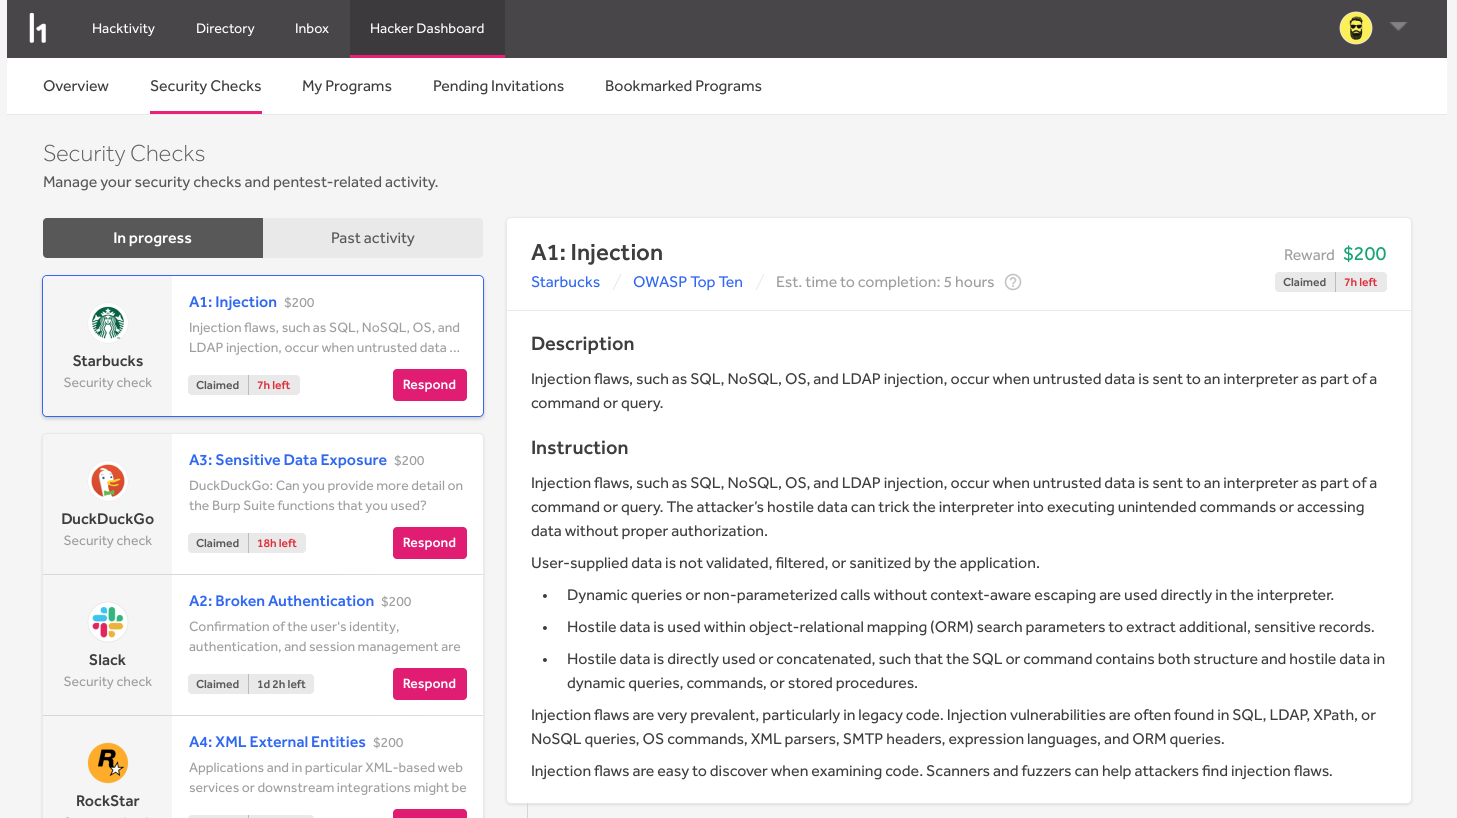 Hacktivity
Directory
Inbox
Hacker Dashboard
Overview
Security Checks
My Programs
Pending Invitations
Bookmarked Programs
Security Checks
Manage your security checks and pentest-related activity.
In progress
Past activity
Starbucks
Security check
A1: Injection $200
Injection flaws, such as SQL, NoSQL, OS, and
LDAP injection, occur when untrusted data ...
Claimed 7h left
Respond
DuckDuckGo
Security check
A3: Sensitive Data Exposure $200
DuckDuckGo: Can you provide more detail on
the Burp Suite functions that you used?
Claimed 18h left
Respond
Slack
Security check
A2: Broken Authentication $200
Confirmation of the user's identity,
authentication, and session management are
Claimed 1d 2h left
Respond
R
RockStar
A4: XML External Entities $200
Applications and in particular XML-based web
services or downstream integrations might be
A1: Injection
Reward $200
Starbucks / OWASP Top Ten / Est. time to completion: 5 hours ?
Claimed 7h left
Description
Injection flaws, such as SQL, NoSQL, OS, and LDAP injection, occur when untrusted data is sent to an interpreter as part of a
command or query.
Instruction
Injection flaws, such as SQL, NoSQL, OS, and LDAP injection, occur when untrusted data is sent to an interpreter as part of a
command or query. The attacker's hostile data can trick the interpreter into executing unintended commands or accessing
data without proper authorization.
User-supplied data is not validated, filtered, or sanitized by the application.
• Dynamic queries or non-parameterized calls without context-aware escaping are used directly in the interpreter.
• Hostile data is used within object-relational mapping (ORM) search parameters to extract additional, sensitive records.
• Hostile data is directly used or concatenated, such that the SQL or command contains both structure and hostile data in
dynamic queries, commands, or stored procedures.
Injection flaws are very prevalent, particularly in legacy code. Injection vulnerabilities are often found in SQL, LDAP, XPath, or
NoSQL queries, OS commands, XML parsers, SMTP headers, expression languages, and ORM queries.
Injection flaws are easy to discover when examining code. Scanners and fuzzers can help attackers find injection flaws.